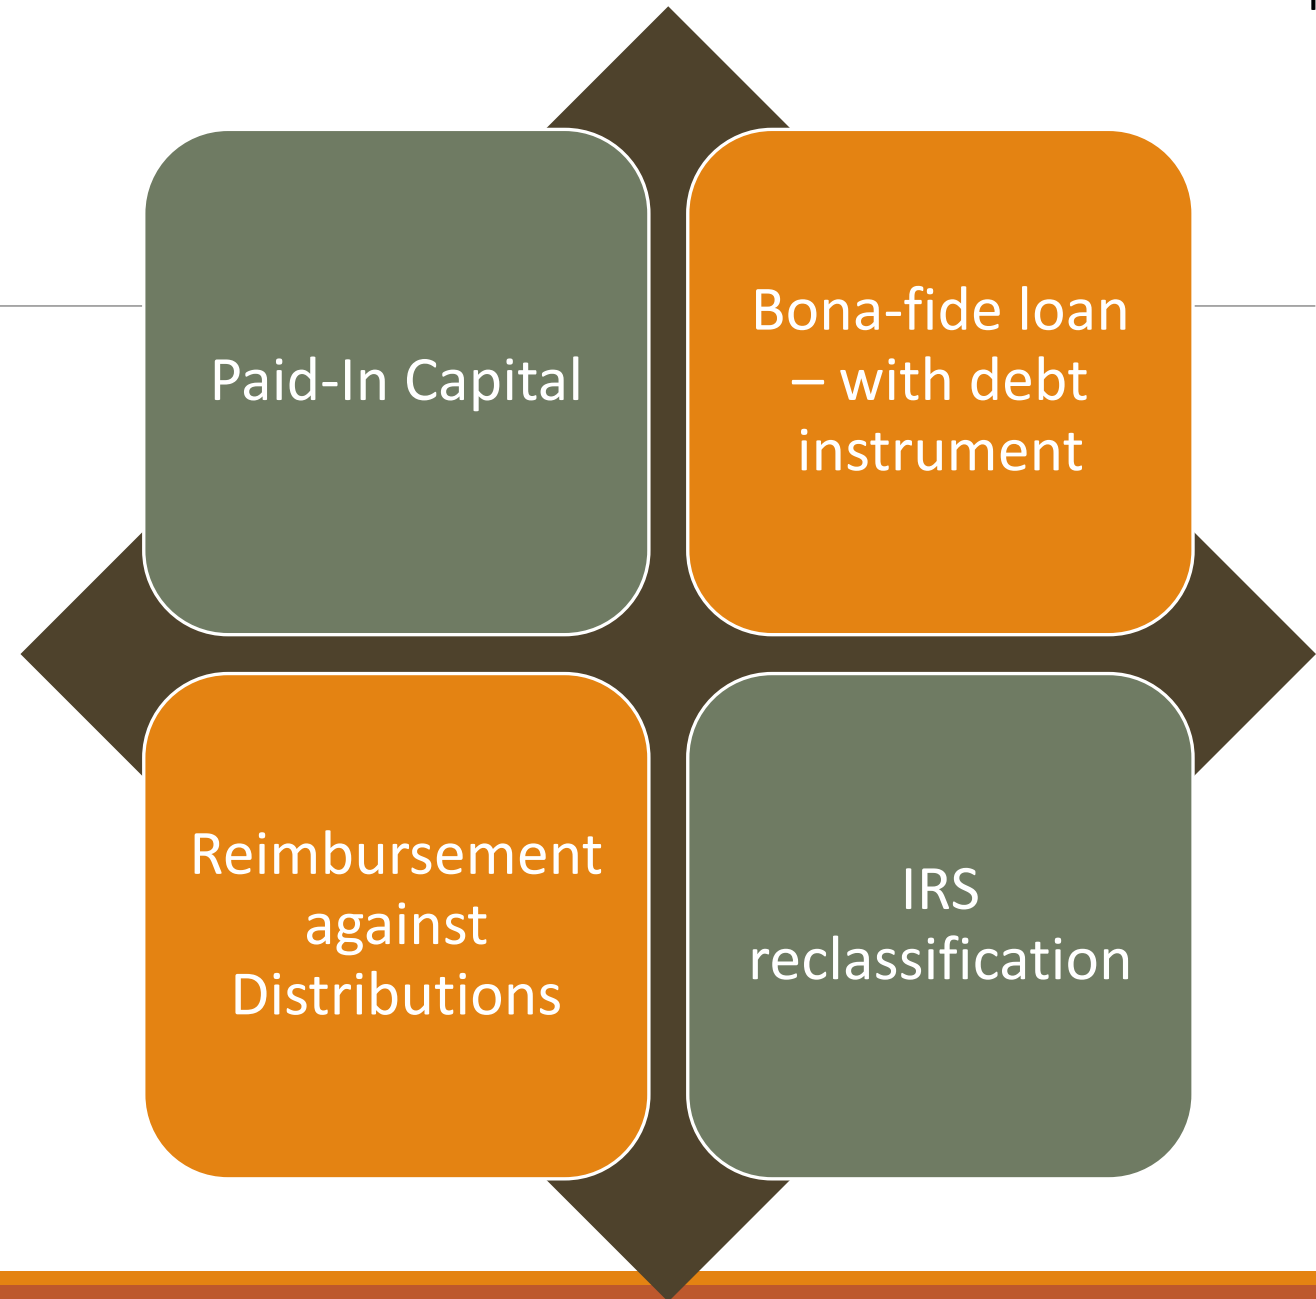 Paid-In Capital
Bona-fide loan
– with debt
instrument
Reimbursement
against
Distributions
IRS
reclassification